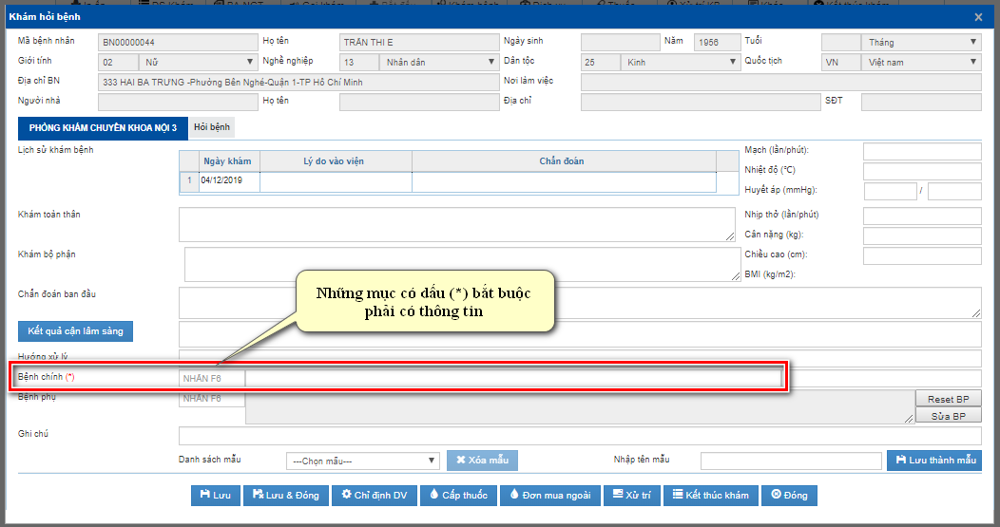 Khám hỏi bệnh
Mã bệnh nhân BN00000044 Họ tên TRẦN THI E Ngày sinh Năm 1956 Tuổi Tháng
Giới tính 02 Nữ Nghề nghiệp 13 Nhân dân Dân tộc 25 Kinh Quốc tịch VN Việt nam
Địa chỉ BN 333 HAI BA TRƯNG -Phường Bến Nghé-Quận 1-TP Hồ Chí Minh Nơi làm việc
Người nhà Họ tên Địa chỉ SĐT
PHÒNG KHÁM CHUYÊN KHOA NỘI 3 Hỏi bệnh
Lịch sử khám bệnh Ngày khám Lý do vào viện Chẩn đoán Mạch (lần/phút):
1 04/12/2019 Nhiệt độ (℃)
Huyết áp (mmHg): /
Khám toàn thân Nhịp thở (lần/phút)
Cân nặng (kg):
Khám bộ phận Chiều cao (cm):
BMI (kg/m2):
Những mục có dấu (*) bắt buộc
phải có thông tin
Chẩn đoán ban đầu
Kết quả cận lâm sàng
Hướng xử lý
Bệnh chính (*) NHẤN F6
Bệnh phụ NHẤN F6 Reset BP
Sửa BP
Ghi chú
Danh sách mẫu ---Chọn mẫu--- Xóa mẫu Nhập tên mẫu Lưu thành mẫu
Lưu Lưu & Đóng Chỉ định DV Cấp thuốc Đơn mua ngoài Xử trí Kết thúc khám Đóng